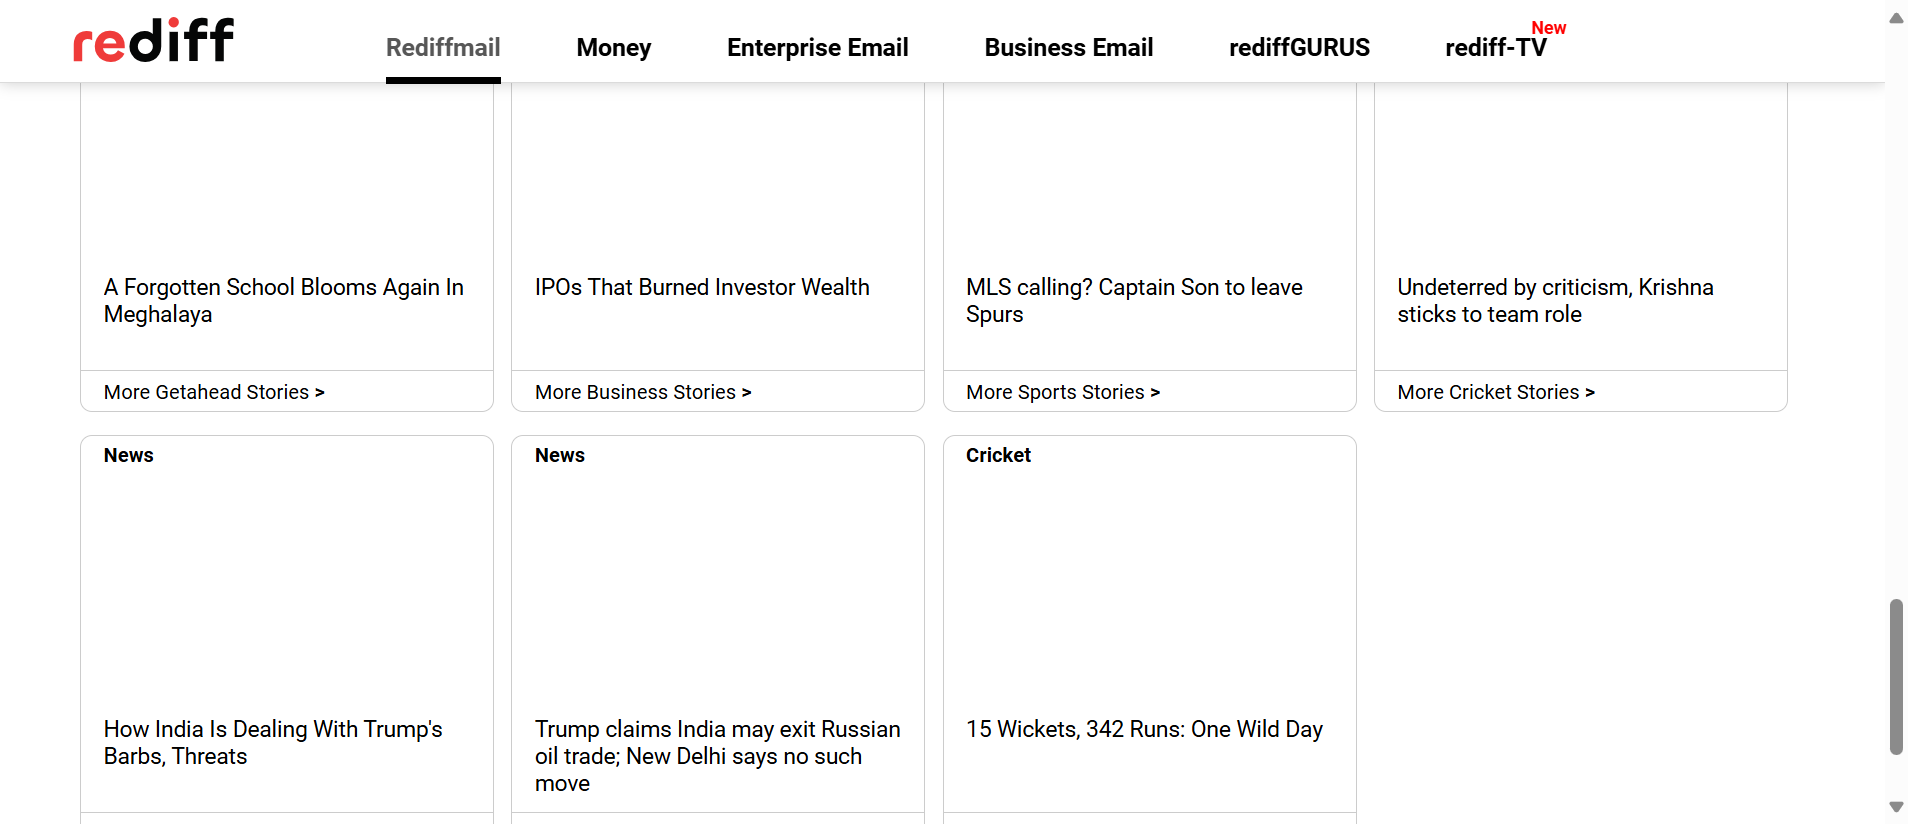 rediff
Rediffmail
Money
Enterprise Email
Business Email
rediffGURUS
rediff-TV
New
A Forgotten School Blooms Again In
Meghalaya
More Getahead Stories >
IPOs That Burned Investor Wealth
More Business Stories >
MLS calling? Captain Son to leave
Spurs
More Sports Stories >
Undeterred by criticism, Krishna
sticks to team role
More Cricket Stories >
News
How India Is Dealing With Trump's
Barbs, Threats
News
Trump claims India may exit Russian
oil trade; New Delhi says no such
move
Cricket
15 Wickets, 342 Runs: One Wild Day